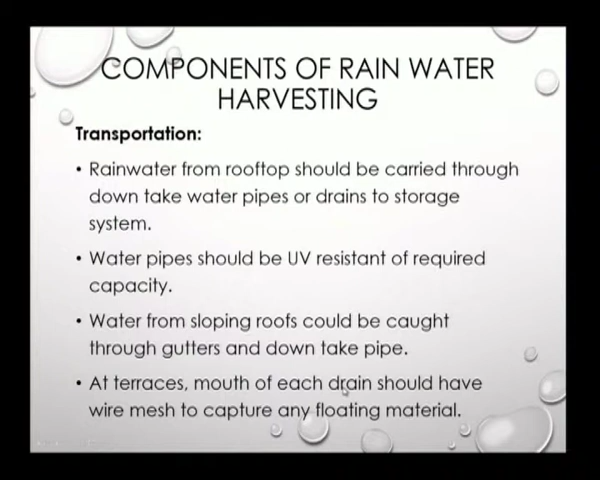 COMPONENTS OF RAIN WATER
HARVESTING
Transportation:
• Rainwater from rooftop should be carried through
down take water pipes or drains to storage
system.
• Water pipes should be UV resistant of required
capacity.
• Water from sloping roofs could be caught
through gutters and down take pipe.
• At terraces, mouth of each drain should have
wire mesh to capture any floating material.